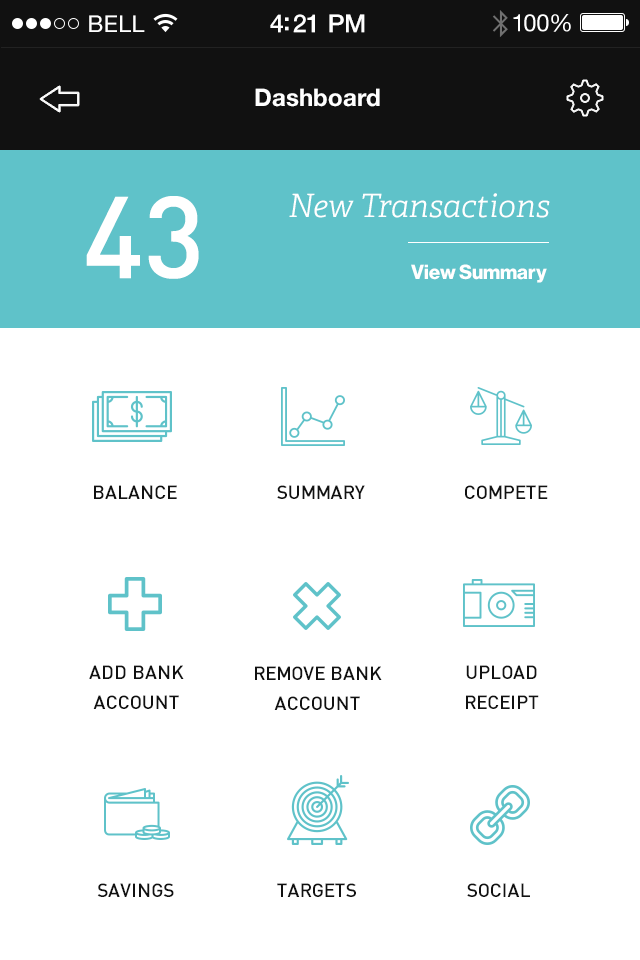 BELL 4:21 PM 100%
Dashboard
43 New Transactions
View Summary
$
BALANCE SUMMARY COMPETE
ADD BANK REMOVE BANK UPLOAD
ACCOUNT ACCOUNT RECEIPT
SAVINGS TARGETS SOCIAL